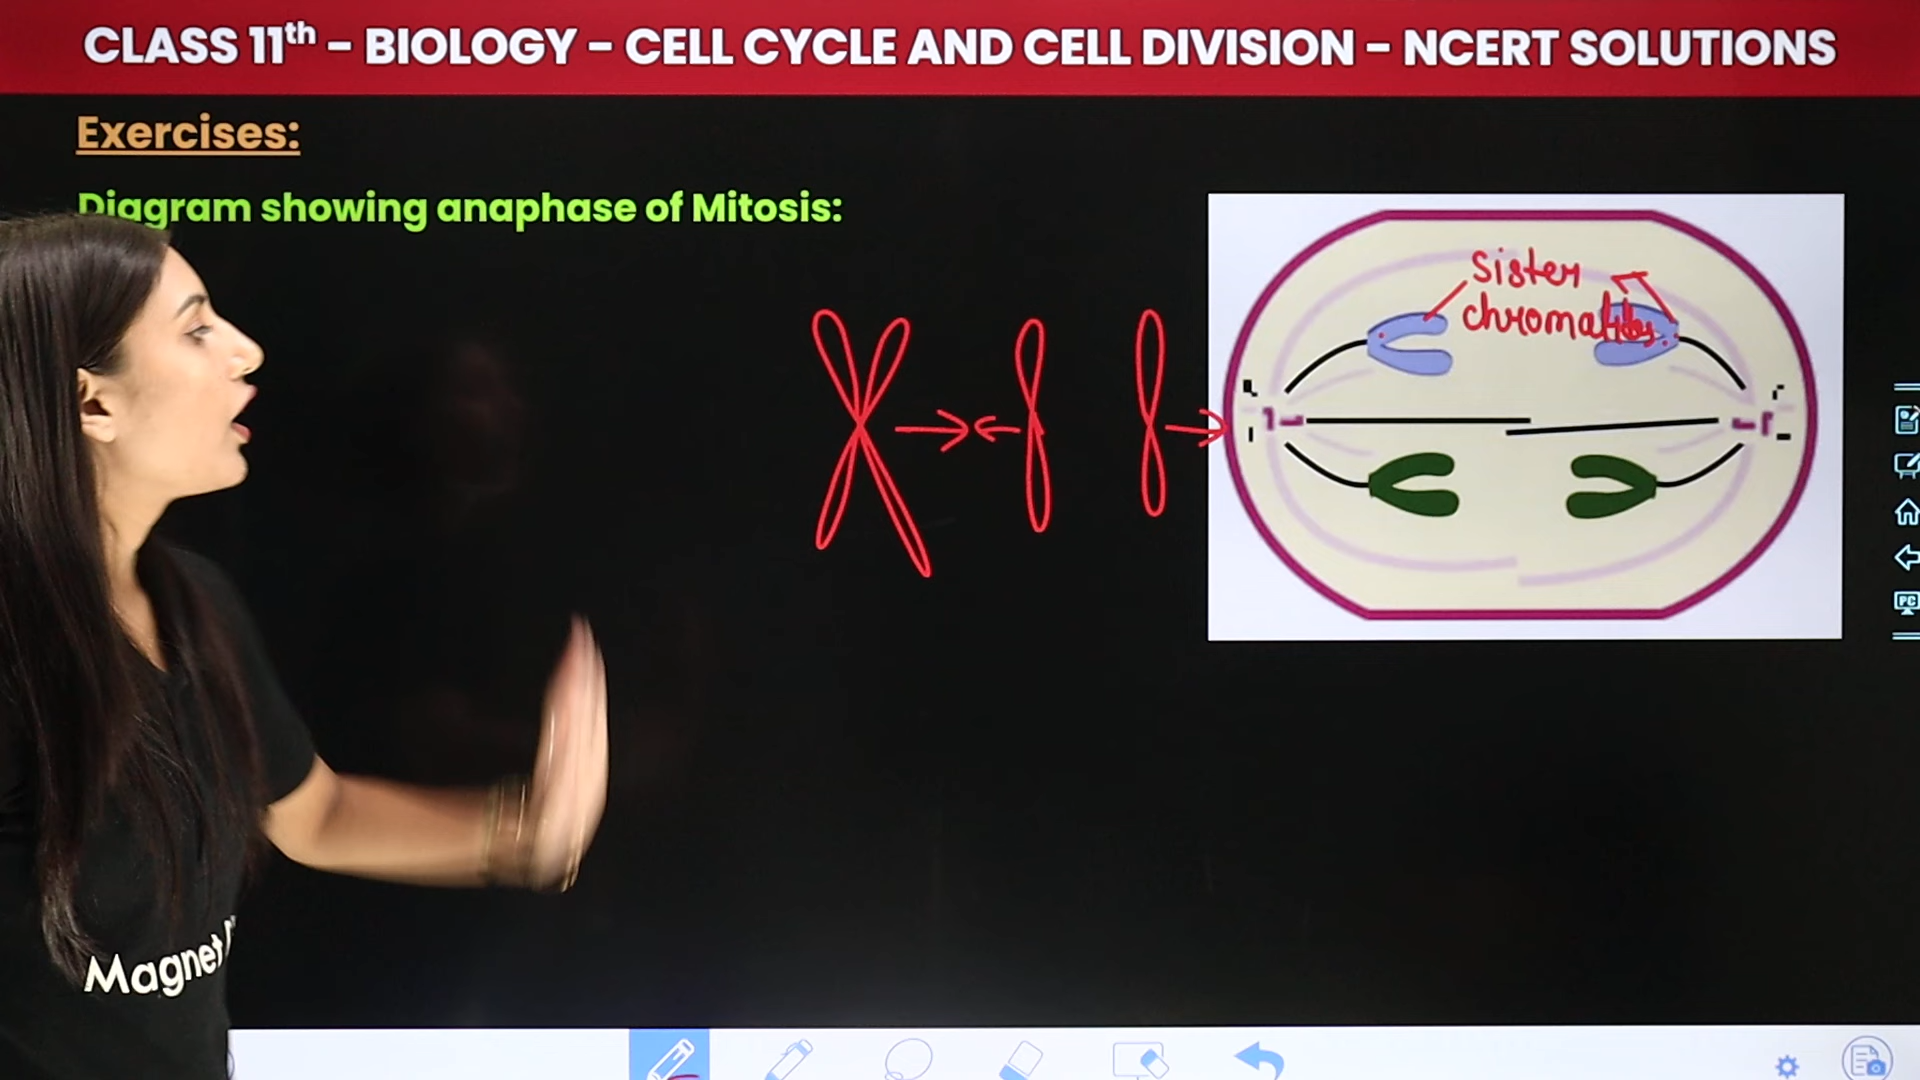 CLASS 11th – BIOLOGY – CELL CYCLE AND CELL DIVISION – NCERT SOLUTIONS
Exercises:
Diagram showing anaphase of Mitosis:
sister
chromatids
PC
Magnet